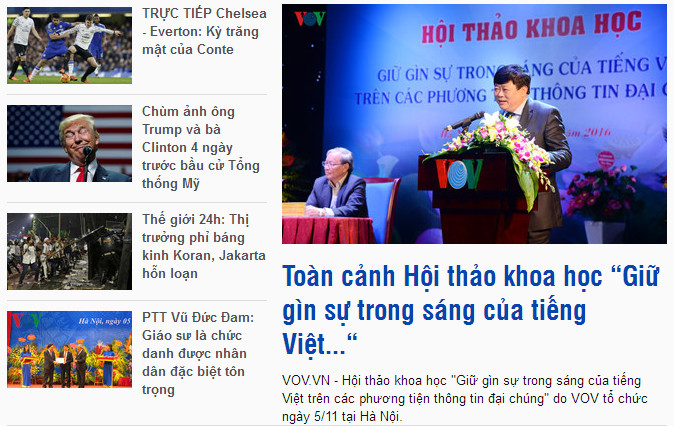 TRỰC TIẾP Chelsea
- Everton: Kỳ trăng
mật của Conte
Chùm ảnh ông
Trump và bà
Clinton 4 ngày
trước bầu cử Tổng
thống Mỹ
Thế giới 24h: Thị
trưởng phỉ báng
kinh Koran, Jakarta
hỗn loạn
Hà Nội, ngày 05
PTT Vũ Đức Đam:
Giáo sư là chức
danh được nhân
dân đặc biệt tôn
trọng
VOV
HỘI THẢO KHOA HỌC
GIỮ GÌN SỰ TRONG SÁNG CỦA TIẾNG V
TRÊN CÁC PHƯƠNG THÔNG TIN ĐẠI C
2016
VOV
Toàn cảnh Hội thảo khoa học “Giữ
gìn sự trong sáng của tiếng
Việt...“
VOV.VN - Hội thảo khoa học "Giữ gìn sự trong sáng của tiếng
Việt trên các phương tiện thông tin đại chúng" do VOV tổ chức
ngày 5/11 tại Hà Nội.